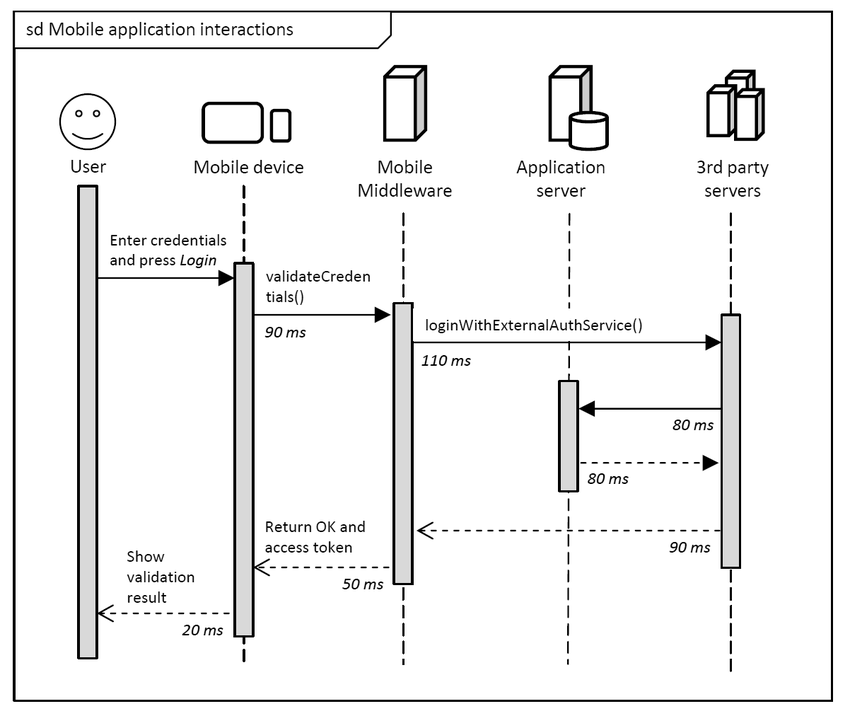 sd Mobile application interactions
User
Mobile device
Mobile
Middleware
Application
server
3rd party
servers
Enter credentials
and press Login
validateCreden
tials()
90 ms
loginWithExternalAuthService()
110 ms
80 ms
80 ms
90 ms
Return OK and
access token
50 ms
Show
validation
result
20 ms